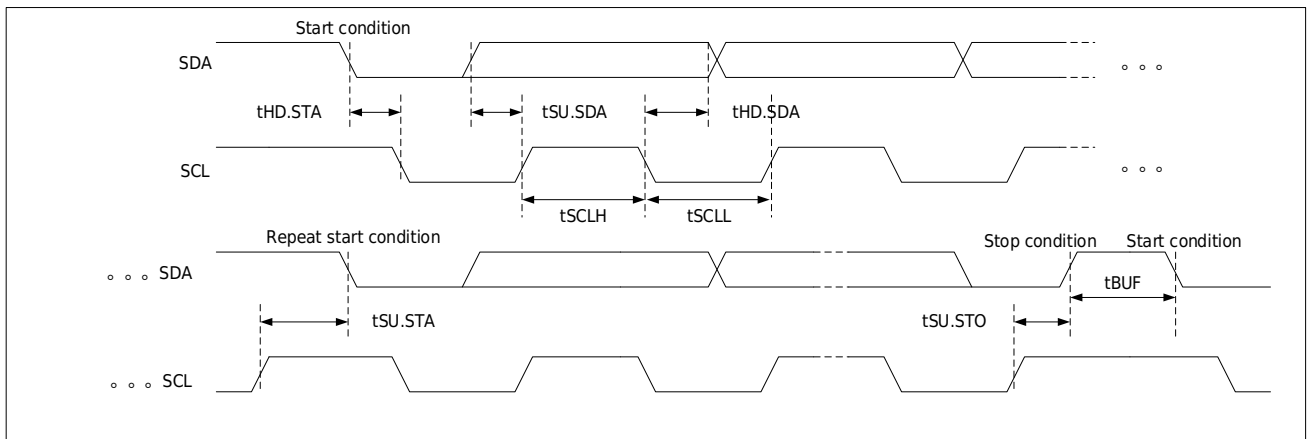 Start condition
SDA
tHD.STA
tSU.SDA
tHD.SDA
SCL
tSCLH
tSCLL
Repeat start condition
Stop condition
Start condition
SDA
tBUF
tSU.STA
tSU.STO
SCL